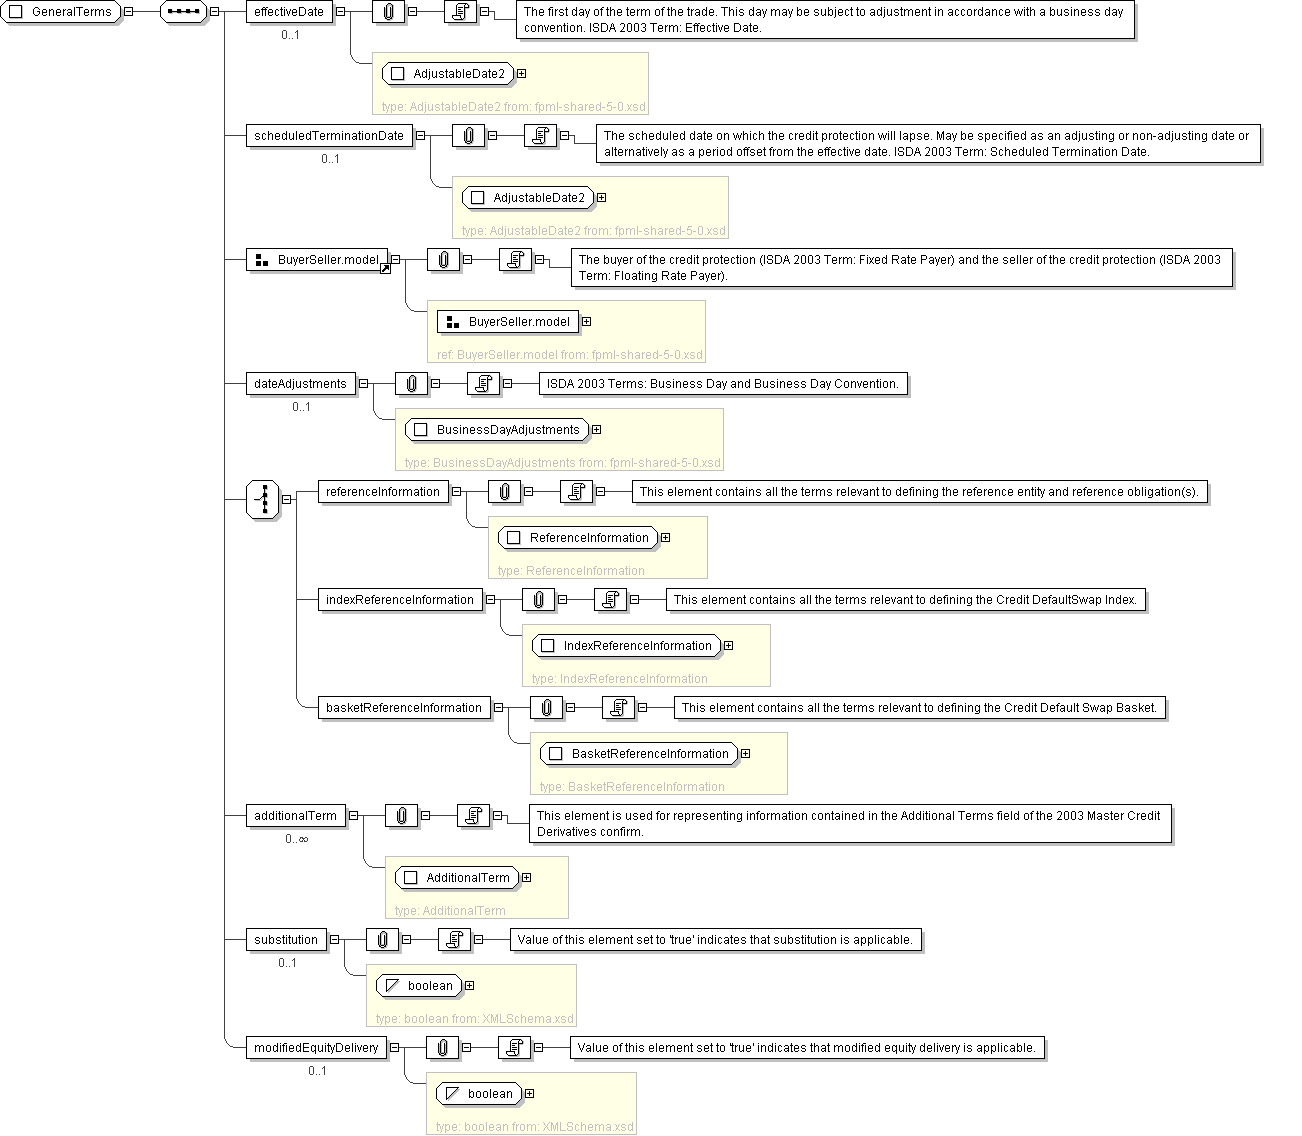 GeneralTerms
effectiveDate
0..1
The first day of the term of the trade. This day may be subject to adjustment in accordance with a business day
convention. ISDA 2003 Term: Effective Date.
AdjustableDate2
type: AdjustableDate2 from: fpml-shared-5-0.xsd
scheduledTerminationDate
0..1
The scheduled date on which the credit protection will lapse. May be specified as an adjusting or non-adjusting date or
alternatively as a period offset from the effective date. ISDA 2003 Term: Scheduled Termination Date.
AdjustableDate2
type: AdjustableDate2 from: fpml-shared-5-0.xsd
BuyerSeller.model
The buyer of the credit protection (ISDA 2003 Term: Fixed Rate Payer) and the seller of the credit protection (ISDA 2003
Term: Floating Rate Payer).
BuyerSeller.model
ref: BuyerSeller.model from: fpml-shared-5-0.xsd
dateAdjustments
0..1
ISDA 2003 Terms: Business Day and Business Day Convention.
BusinessDayAdjustments
type: BusinessDayAdjustments from: fpml-shared-5-0.xsd
referenceInformation
This element contains all the terms relevant to defining the reference entity and reference obligation(s).
ReferenceInformation
type: ReferenceInformation
indexReferenceInformation
This element contains all the terms relevant to defining the Credit DefaultSwap Index.
IndexReferenceInformation
type: IndexReferenceInformation
basketReferenceInformation
This element contains all the terms relevant to defining the Credit Default Swap Basket.
BasketReferenceInformation
type: BasketReferenceInformation
additionalTerm
0..∞
This element is used for representing information contained in the Additional Terms field of the 2003 Master Credit
Derivatives confirm.
AdditionalTerm
type: AdditionalTerm
substitution
0..1
Value of this element set to 'true' indicates that substitution is applicable.
boolean
type: boolean from: XMLSchema.xsd
modifiedEquityDelivery
0..1
Value of this element set to 'true' indicates that modified equity delivery is applicable.
boolean
type: boolean from: XMLSchema.xsd